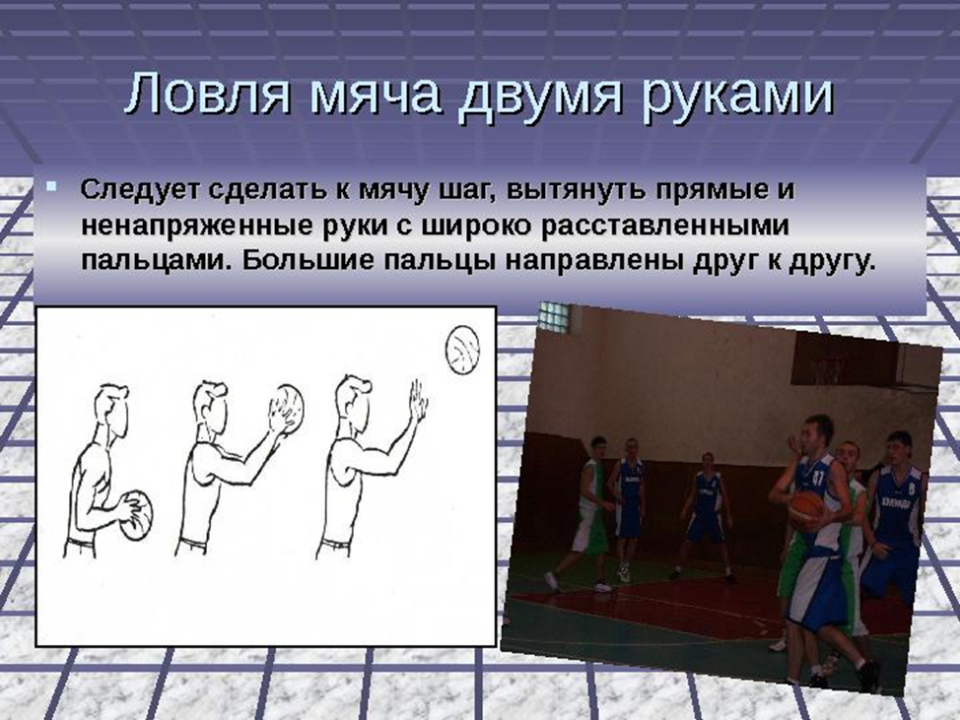 Ловля мяча двумя руками
Следует сделать к мячу шаг, вытянуть прямые и
ненапряженные руки с широко расставленными
пальцами. Большие пальцы направлены друг к другу.